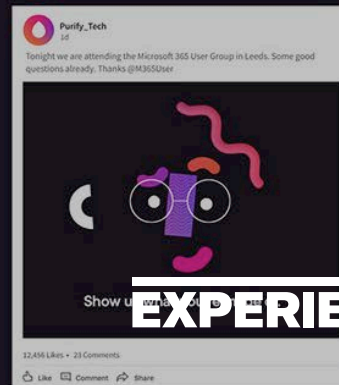 Purify_Tech
1d
Tonight we are attending the Microsoft 365 User Group in Leeds. Some good
questions already. Thanks @M365User
Show u
EXPERIE
12,456 Likes • 23 Comments
Like Comment Share